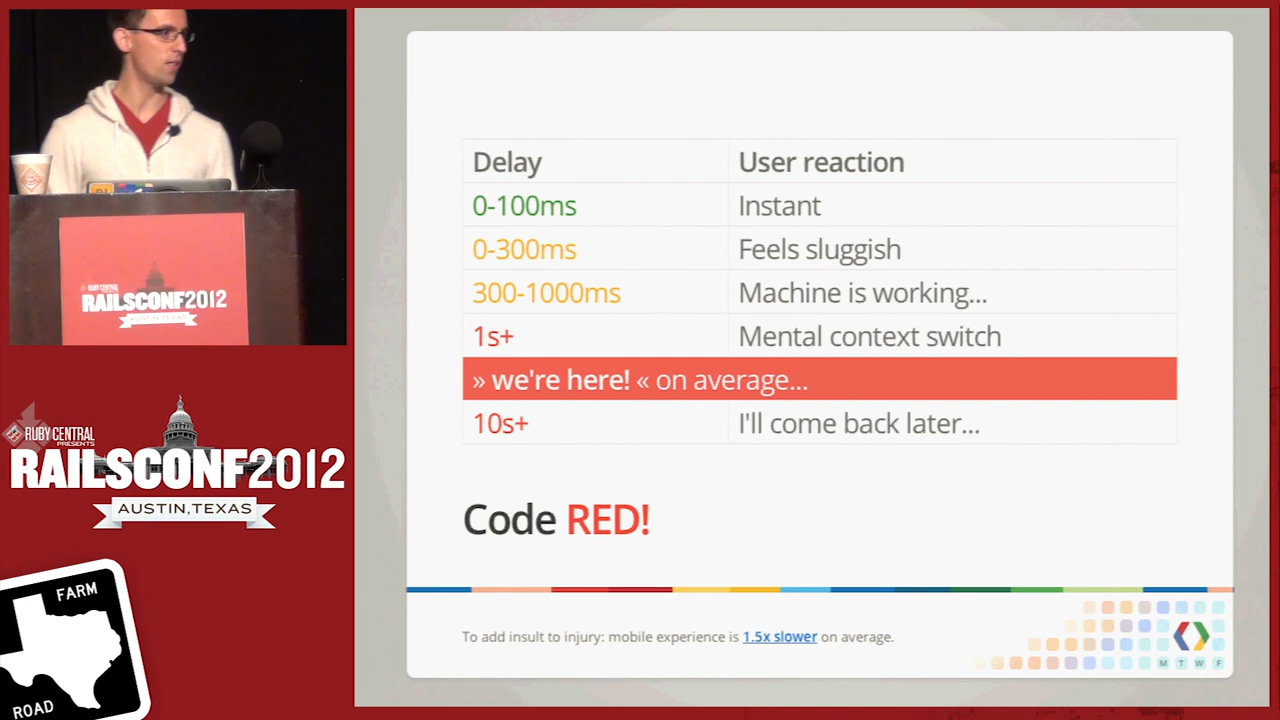 RUBY CENTRAL
RAILSCONF2012
AUSTIN, TEXAS
RUBY CENTRAL
PRESENTS
RAILSCONF2012
AUSTIN, TEXAS
FARM
ROAD
Delay User reaction
0-100ms Instant
0-300ms Feels sluggish
300-1000ms Machine is working...
1s+ Mental context switch
» we're here! « on average...
10s+ I'll come back later...
Code RED!
To add insult to injury: mobile experience is 1.5x slower on average.
M T W F